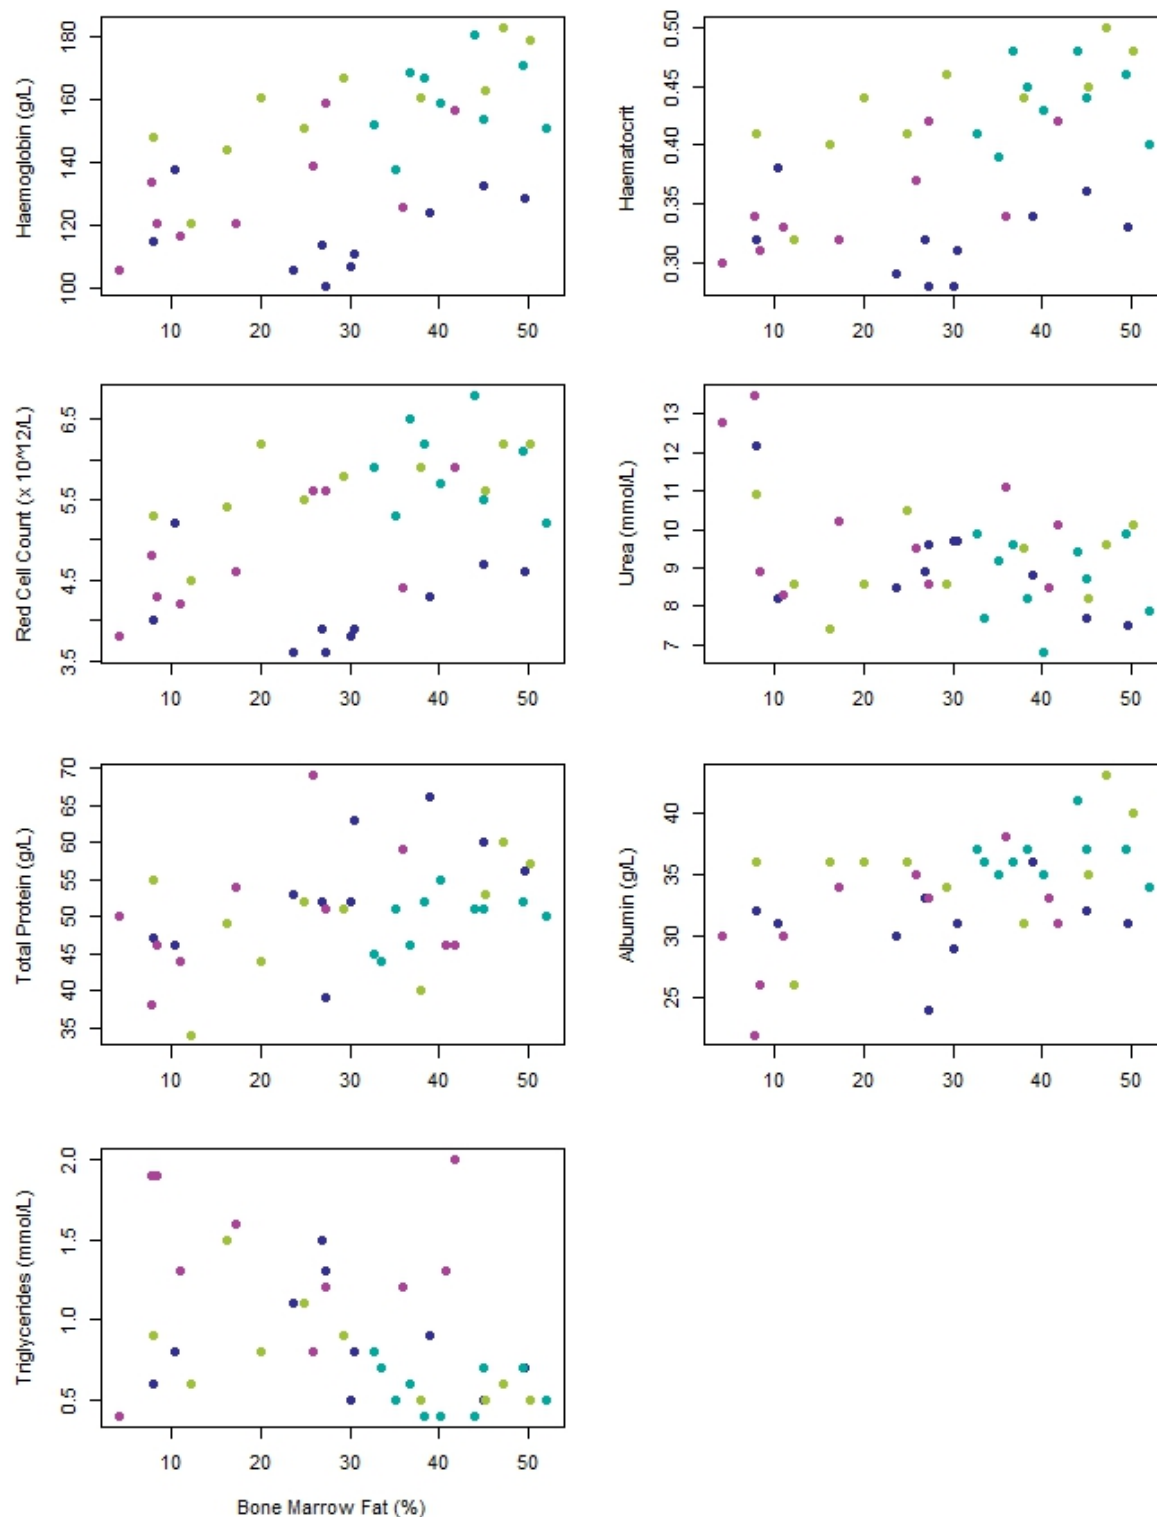 Haemoglobin (g/L)
180
160
140
120
100
10 20 30 40 50
Haematocrit
0.50
0.45
0.40
0.35
0.30
10 20 30 40 50
Red Cell Count (x 10^12/L)
6.5
5.5
4.5
3.5
10 20 30 40 50
Urea (mmol/L)
13
12
11
10
9
8
7
10 20 30 40 50
Total Protein (g/L)
70
65
60
55
50
45
40
35
10 20 30 40 50
Albumin (g/L)
40
35
30
25
10 20 30 40 50
Triglycerides (mmol/L)
2.0
1.5
1.0
0.5
10 20 30 40 50
Bone Marrow Fat (%)